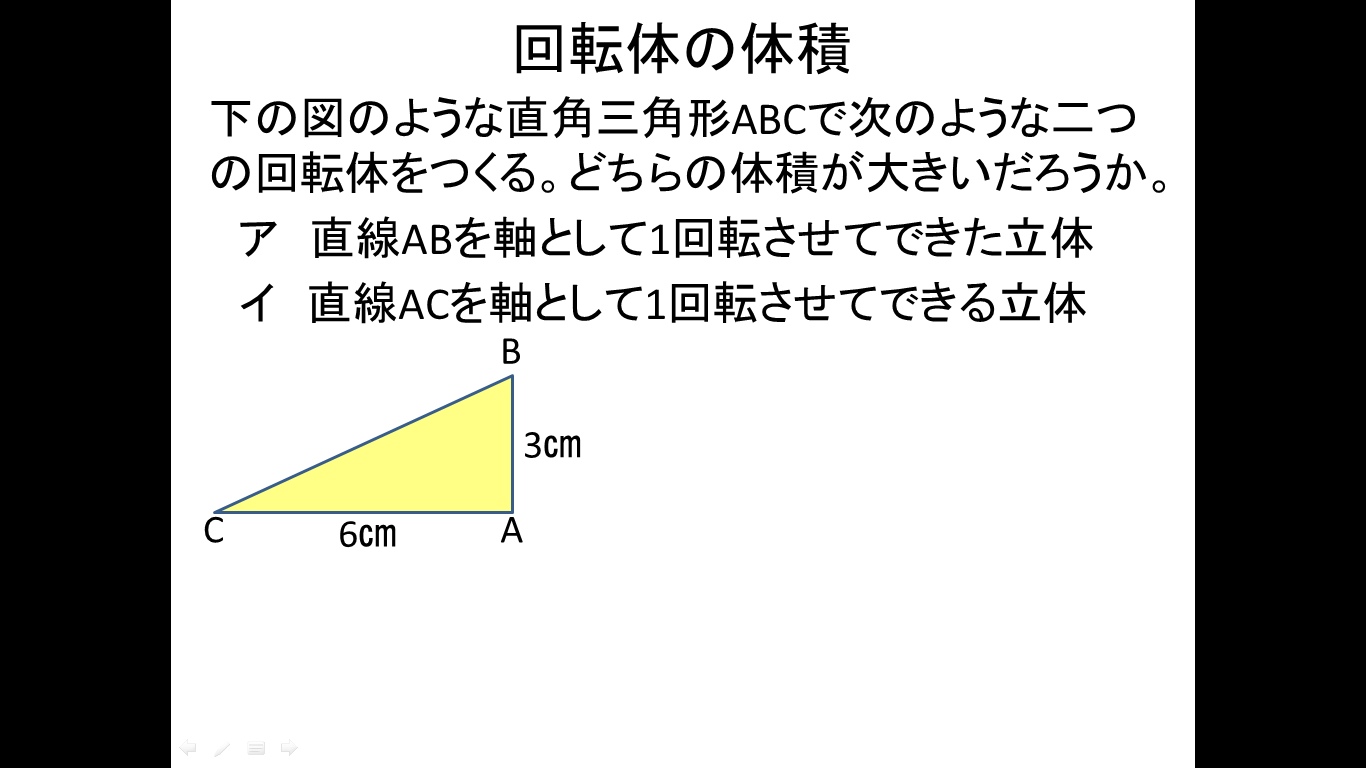 回転体の体積
下の図のような直角三角形ABCで次のような二つ
の回転体をつくる。どちらの体積が大きいだろうか。
ア　直線ABを軸として1回転させてできた立体
イ　直線ACを軸として1回転させてできる立体
B
3㎝
C
6㎝
A